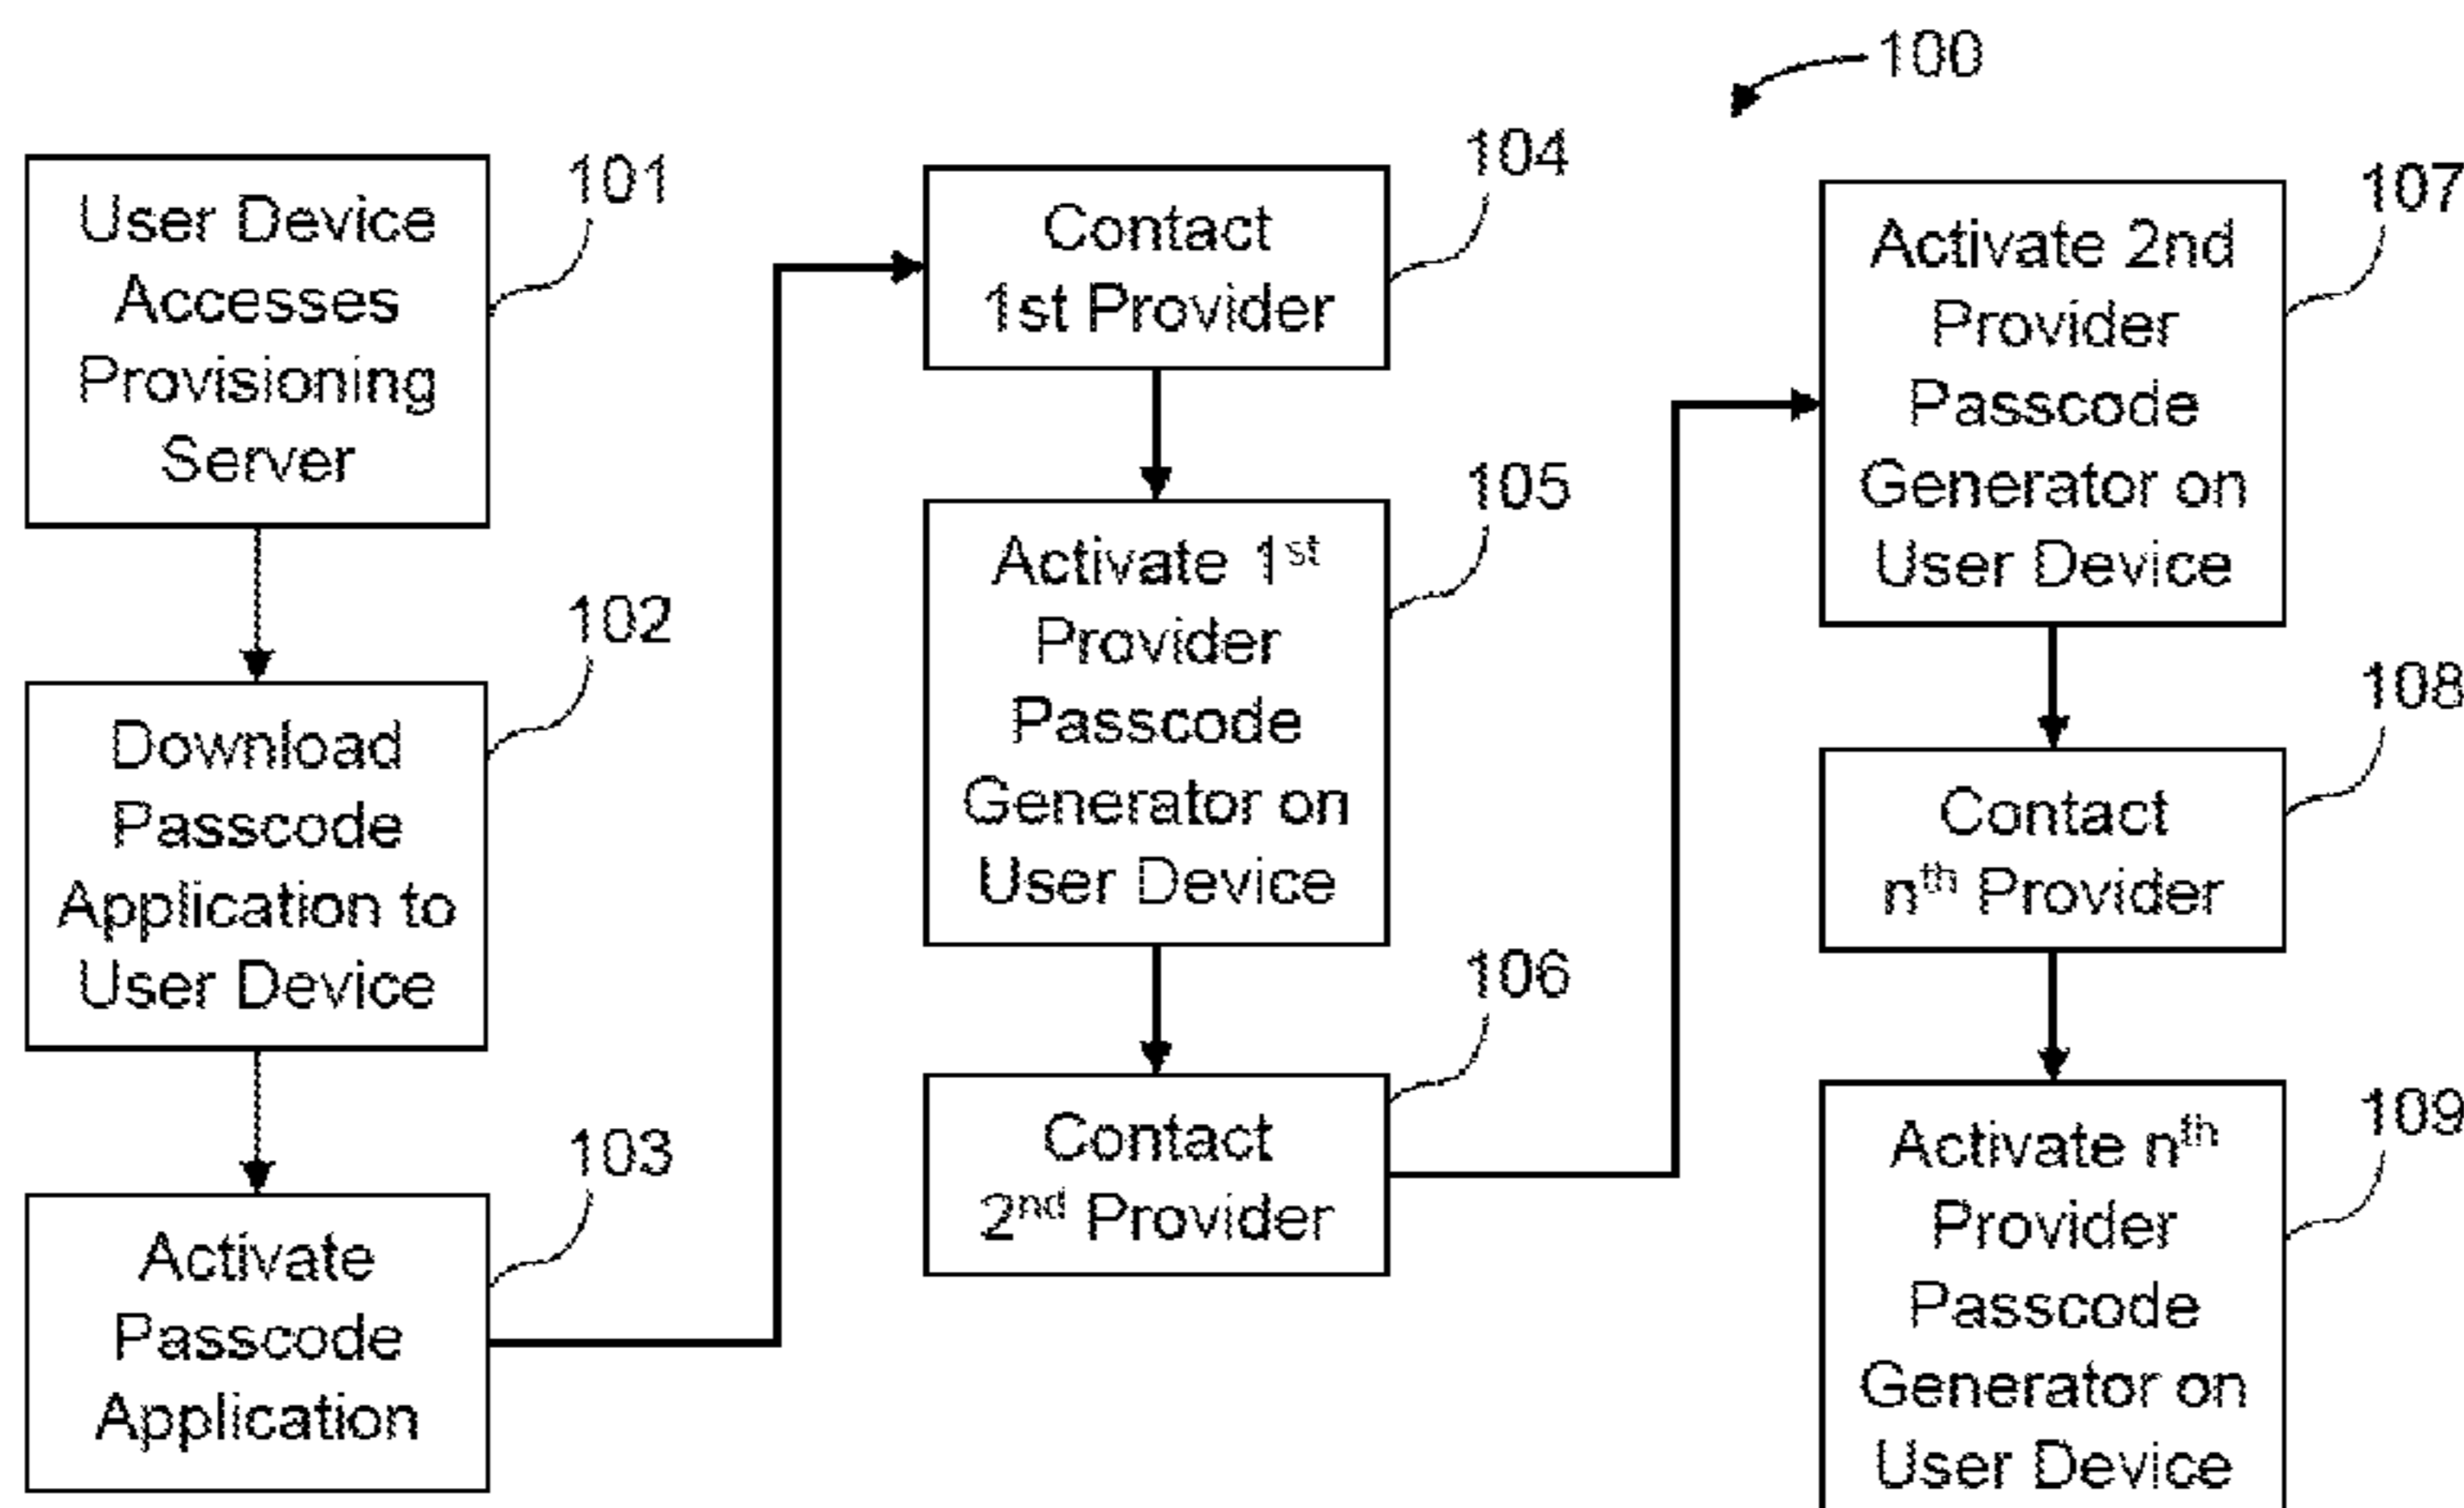 100
User Device
Accesses
Provisioning
Server
101
Download
Passcode
Application to
User Device
102
Activate
Passcode
Application
103
Contact
1st Provider
104
Activate 1st
Provider
Passcode
Generator on
User Device
105
Contact
2nd Provider
106
Activate 2nd
Provider
Passcode
Generator on
User Device
107
Contact
nth Provider
108
Activate nth
Provider
Passcode
Generator on
User Device
109